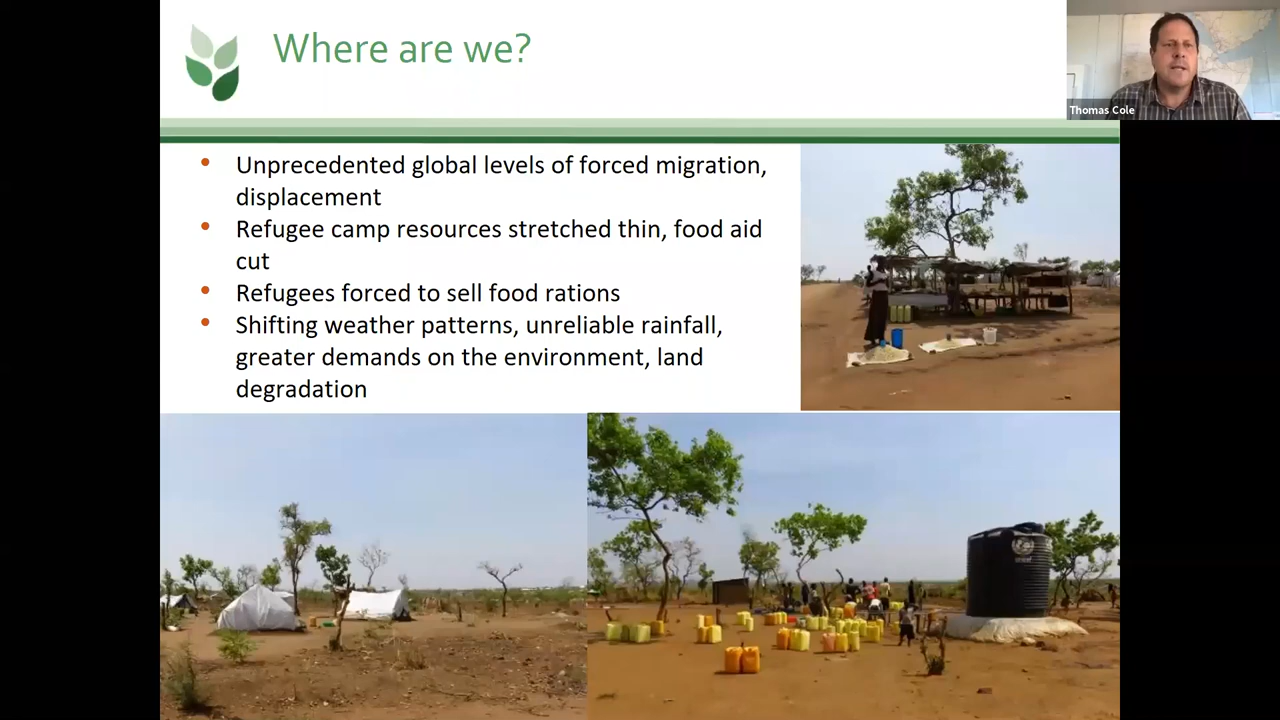 Where are we?
Thomas Cole
• Unprecedented global levels of forced migration,
displacement
• Refugee camp resources stretched thin, food aid
cut
• Refugees forced to sell food rations
• Shifting weather patterns, unreliable rainfall,
greater demands on the environment, land
degradation
unicef